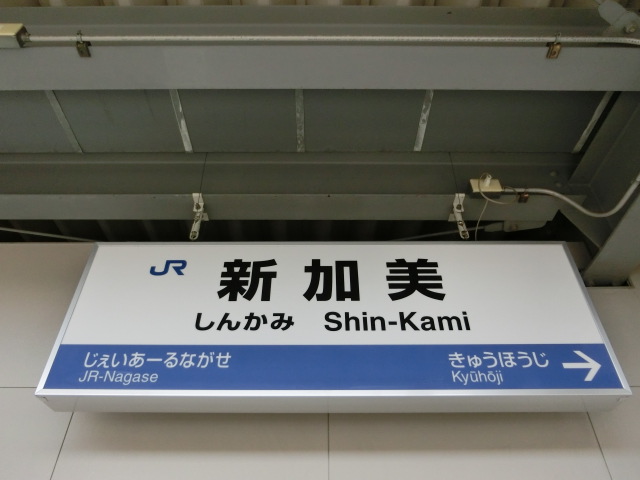 JR 新加美
しんかみ Shin-Kami
じぇいあーるながせ きゅうほうじ
JR-Nagase Kyūhōji